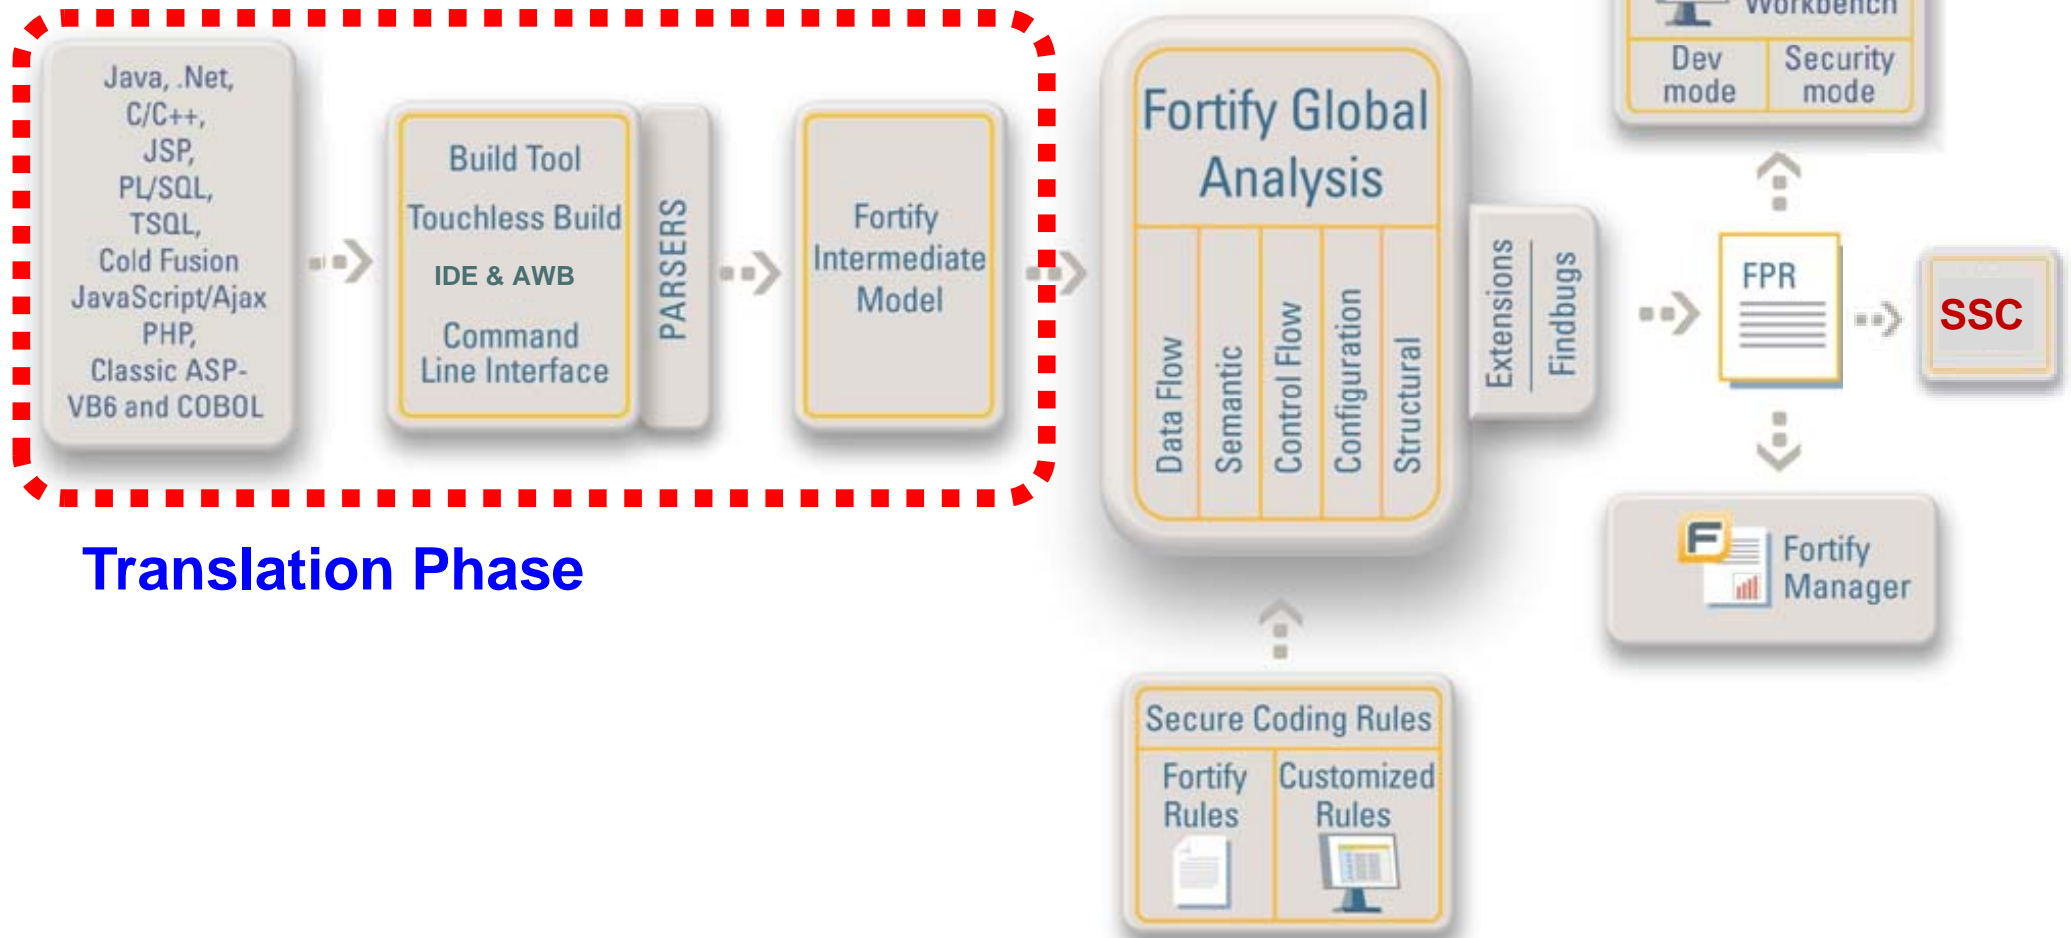 Java, .Net,
C/C++,
JSP,
PL/SQL,
TSQL,
Cold Fusion
JavaScript/Ajax
PHP,
Classic ASP-
VB6 and COBOL
Build Tool
Touchless Build
IDE & AWB
Command
Line Interface
PARSERS
Fortify
Intermediate
Model
Translation Phase
Fortify Global
Analysis
Data Flow
Semantic
Control Flow
Configuration
Structural
Extensions
Findbugs
Secure Coding Rules
Fortify
Rules
Customized
Rules
Workbench
Dev
mode
Security
mode
FPR
SSC
F
Fortify
Manager